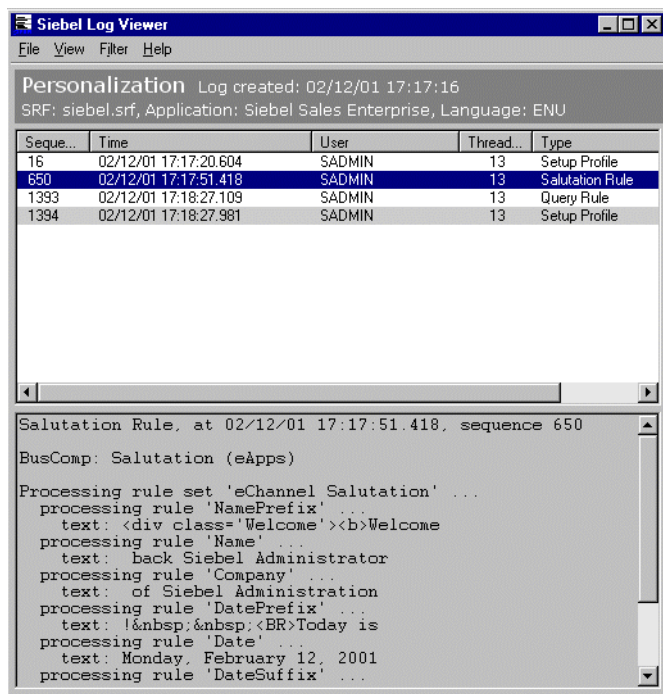 Siebel Log Viewer
File View Filter Help
Personalization Log created: 02/12/01 17:17:16
SRF: siebel.srf, Application: Siebel Sales Enterprise, Language: ENU
Seque... Time User Thread... Type
16 02/12/01 17:17:20.604 SADMIN 13 Setup Profile
650 02/12/01 17:17:51.418 SADMIN 13 Salutation Rule
1393 02/12/01 17:18:27.109 SADMIN 13 Query Rule
1394 02/12/01 17:18:27.981 SADMIN 13 Setup Profile
Salutation Rule, at 02/12/01 17:17:51.418, sequence 650
BusComp: Salutation (eApps)
Processing rule set 'eChannel Salutation' ...
processing rule 'NamePrefix' ...
text: <div class='Welcome'><b>Welcome
processing rule 'Name' ...
text: back Siebel Administrator
processing rule 'Company' ...
text: of Siebel Administration
processing rule 'DatePrefix' ...
text: !&nbsp;&nbsp;<BR>Today is
processing rule 'Date' ...
text: Monday, February 12, 2001
processing rule 'DateSuffix' ...